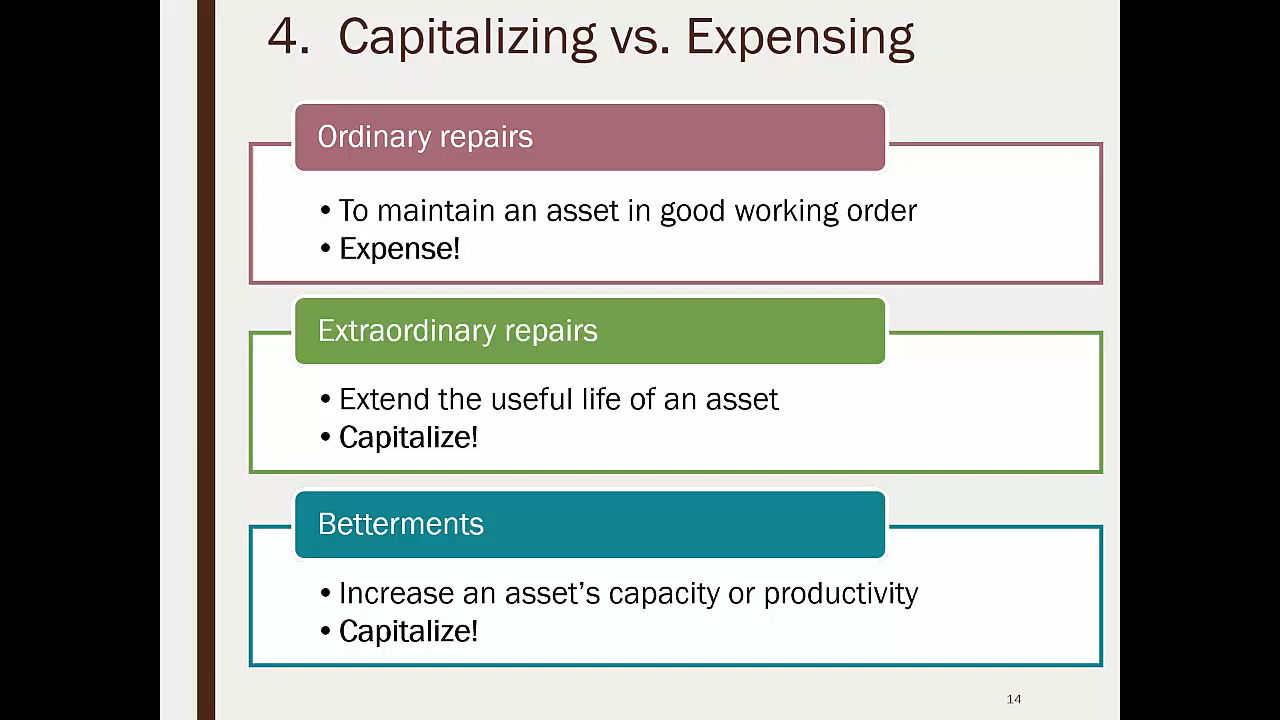 4. Capitalizing vs. Expensing
Ordinary repairs
• To maintain an asset in good working order
• Expense!
Extraordinary repairs
• Extend the useful life of an asset
• Capitalize!
Betterments
• Increase an asset’s capacity or productivity
• Capitalize!
14